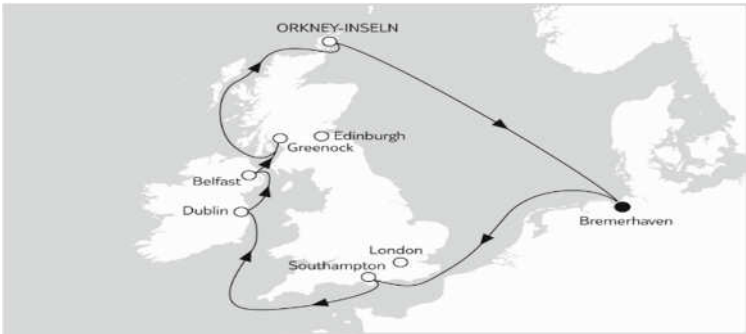 ORKNEY-INSELN
Edinburgh
Greenock
Belfast
Dublin
Bremerhaven
London
Southampton